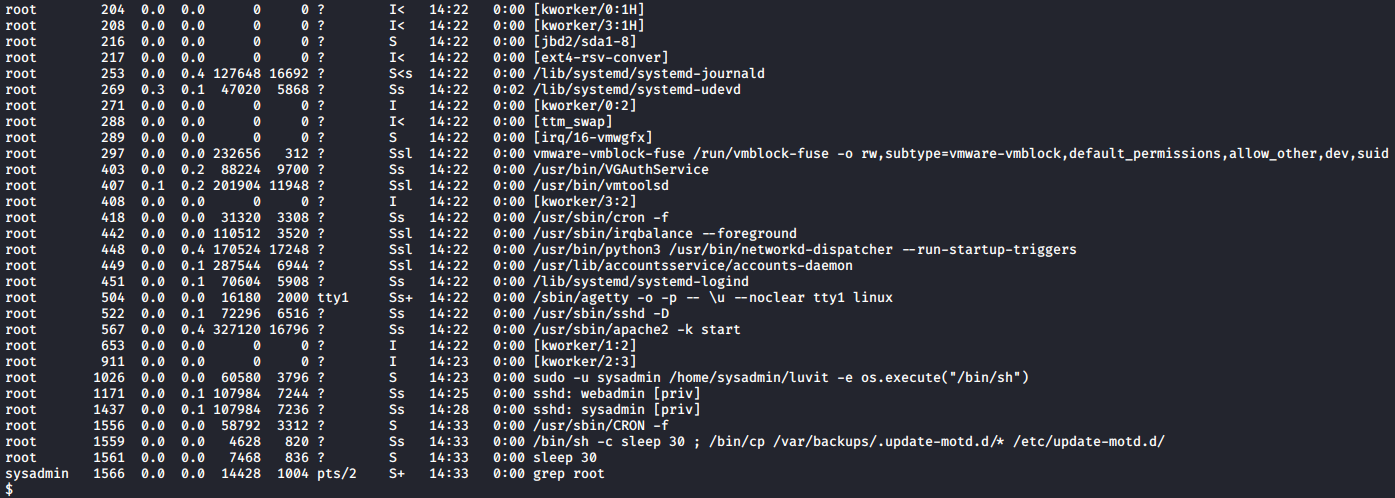 root       204  0.0  0.0      0     0 ?        I<   14:22   0:00 [kworker/0:1H]
root       208  0.0  0.0      0     0 ?        I<   14:22   0:00 [kworker/3:1H]
root       216  0.0  0.0      0     0 ?        S    14:22   0:00 [jbd2/sda1-8]
root       217  0.0  0.0      0     0 ?        I<   14:22   0:00 [ext4-rsv-conver]
root       253  0.0  0.4 127648 16692 ?        S<s  14:22   0:00 /lib/systemd/systemd-journald
root       269  0.3  0.1  47020  5868 ?        Ss   14:22   0:02 /lib/systemd/systemd-udevd
root       271  0.0  0.0      0     0 ?        I    14:22   0:00 [kworker/0:2]
root       288  0.0  0.0      0     0 ?        I<   14:22   0:00 [ttm_swap]
root       289  0.0  0.0      0     0 ?        S    14:22   0:00 [irq/16-vmwgfx]
root       297  0.0  0.0 232656   312 ?        Ssl  14:22   0:00 vmware-vmblock-fuse /run/vmblock-fuse -o rw,subtype=vmware-vmblock,default_permissions,allow_other,dev,suid
root       403  0.0  0.2  88224  9700 ?        Ss   14:22   0:00 /usr/bin/VGAuthService
root       407  0.1  0.2 201904 11948 ?        Ssl  14:22   0:00 /usr/bin/vmtoolsd
root       408  0.0  0.0      0     0 ?        I    14:22   0:00 [kworker/3:2]
root       418  0.0  0.0  31320  3308 ?        Ss   14:22   0:00 /usr/sbin/cron -f
root       442  0.0  0.0 110512  3520 ?        Ssl  14:22   0:00 /usr/sbin/irqbalance --foreground
root       448  0.0  0.4 170524 17248 ?        Ssl  14:22   0:00 /usr/bin/python3 /usr/bin/networkd-dispatcher --run-startup-triggers
root       449  0.0  0.1 287544  6944 ?        Ssl  14:22   0:00 /usr/lib/accountsservice/accounts-daemon
root       451  0.0  0.1  70604  5908 ?        Ss   14:22   0:00 /lib/systemd/systemd-logind
root       504  0.0  0.0  16180  2000 tty1     Ss+  14:22   0:00 /sbin/agetty -o -p -- \u --noclear tty1 linux
root       522  0.0  0.1  72296  6516 ?        Ss   14:22   0:00 /usr/sbin/sshd -D
root       567  0.0  0.4 327120 16796 ?        Ss   14:22   0:00 /usr/sbin/apache2 -k start
root       653  0.0  0.0      0     0 ?        I    14:22   0:00 [kworker/1:2]
root       911  0.0  0.0      0     0 ?        I    14:23   0:00 [kworker/2:3]
root      1026  0.0  0.0  60580  3796 ?        S    14:23   0:00 sudo -u sysadmin /home/sysadmin/luvit -e os.execute("/bin/sh")
root      1171  0.0  0.1 107984  7244 ?        Ss   14:25   0:00 sshd: webadmin [priv]
root      1437  0.0  0.1 107984  7236 ?        Ss   14:28   0:00 sshd: sysadmin [priv]
root      1556  0.0  0.0  58792  3312 ?        S    14:33   0:00 /usr/sbin/CRON -f
root      1559  0.0  0.0   4628   820 ?        Ss   14:33   0:00 /bin/sh -c sleep 30 ; /bin/cp /var/backups/.update-motd.d/* /etc/update-motd.d/
root      1561  0.0  0.0   7468   836 ?        S    14:33   0:00 sleep 30
sysadmin  1566  0.0  0.0  14428  1004 pts/2    S+   14:33   0:00 grep root
$